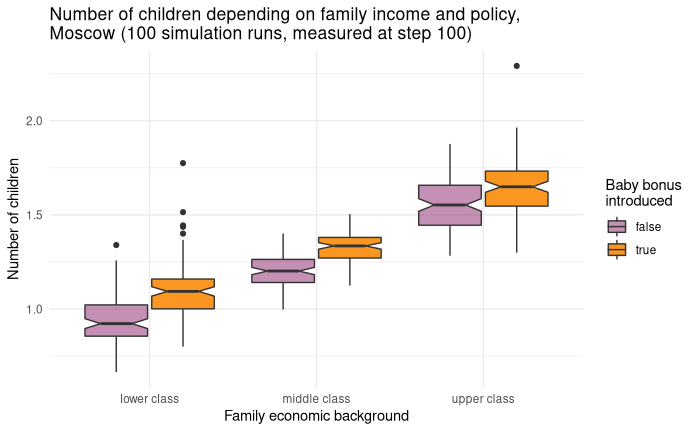 Number of children depending on family income and policy,
Moscow (100 simulation runs, measured at step 100)
Number of children
2.0
1.5
1.0
lower class
middle class
upper class
Family economic background
Baby bonus
introduced
false
true